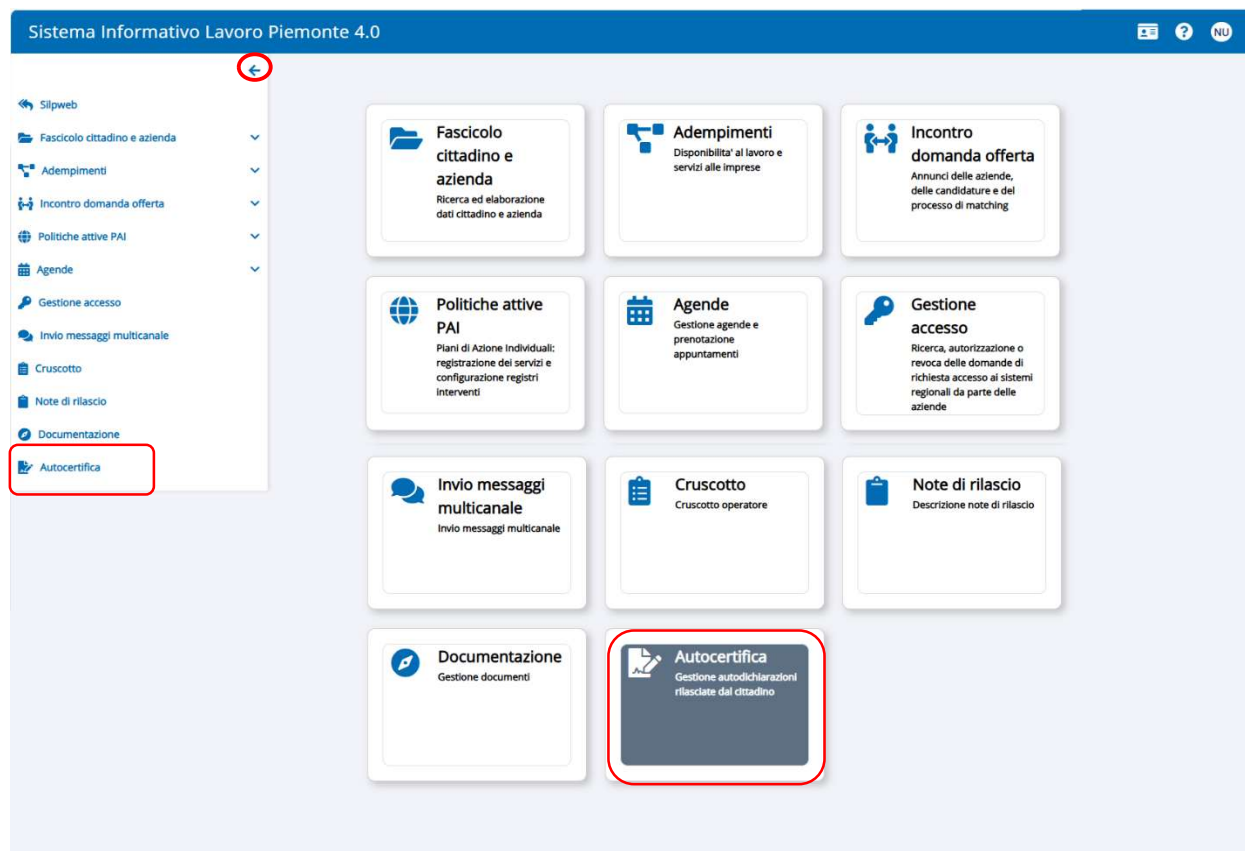 Sistema Informativo Lavoro Piemonte 4.0
NU
Silpweb
Fascicolo cittadino e azienda
Adempimenti
Incontro domanda offerta
Politiche attive PAI
Agende
Gestione accesso
Invio messaggi multicanale
Cruscotto
Note di rilascio
Documentazione
Autocertifica
Fascicolo
cittadino e
azienda
Ricerca ed elaborazione
dati cittadino e azienda
Adempimenti
Disponibilita' al lavoro e
servizi alle imprese
Incontro
domanda offerta
Annunci delle aziende,
delle candidature e del
processo di matching
Politiche attive
PAI
Piani di Azione Individuali:
registrazione dei servizi e
configurazione registri
interventi
Agende
Gestione agende e
prenotazione
appuntamenti
Gestione
accesso
Ricerca, autorizzazione o
revoca delle domande di
richiesta accesso ai sistemi
regionali da parte delle
aziende
Invio messaggi
multicanale
Invio messaggi multicanale
Cruscotto
Cruscotto operatore
Note di rilascio
Descrizione note di rilascio
Documentazione
Gestione documenti
Autocertifica
Gestione autodichiarazioni
rilasciate dal cittadino